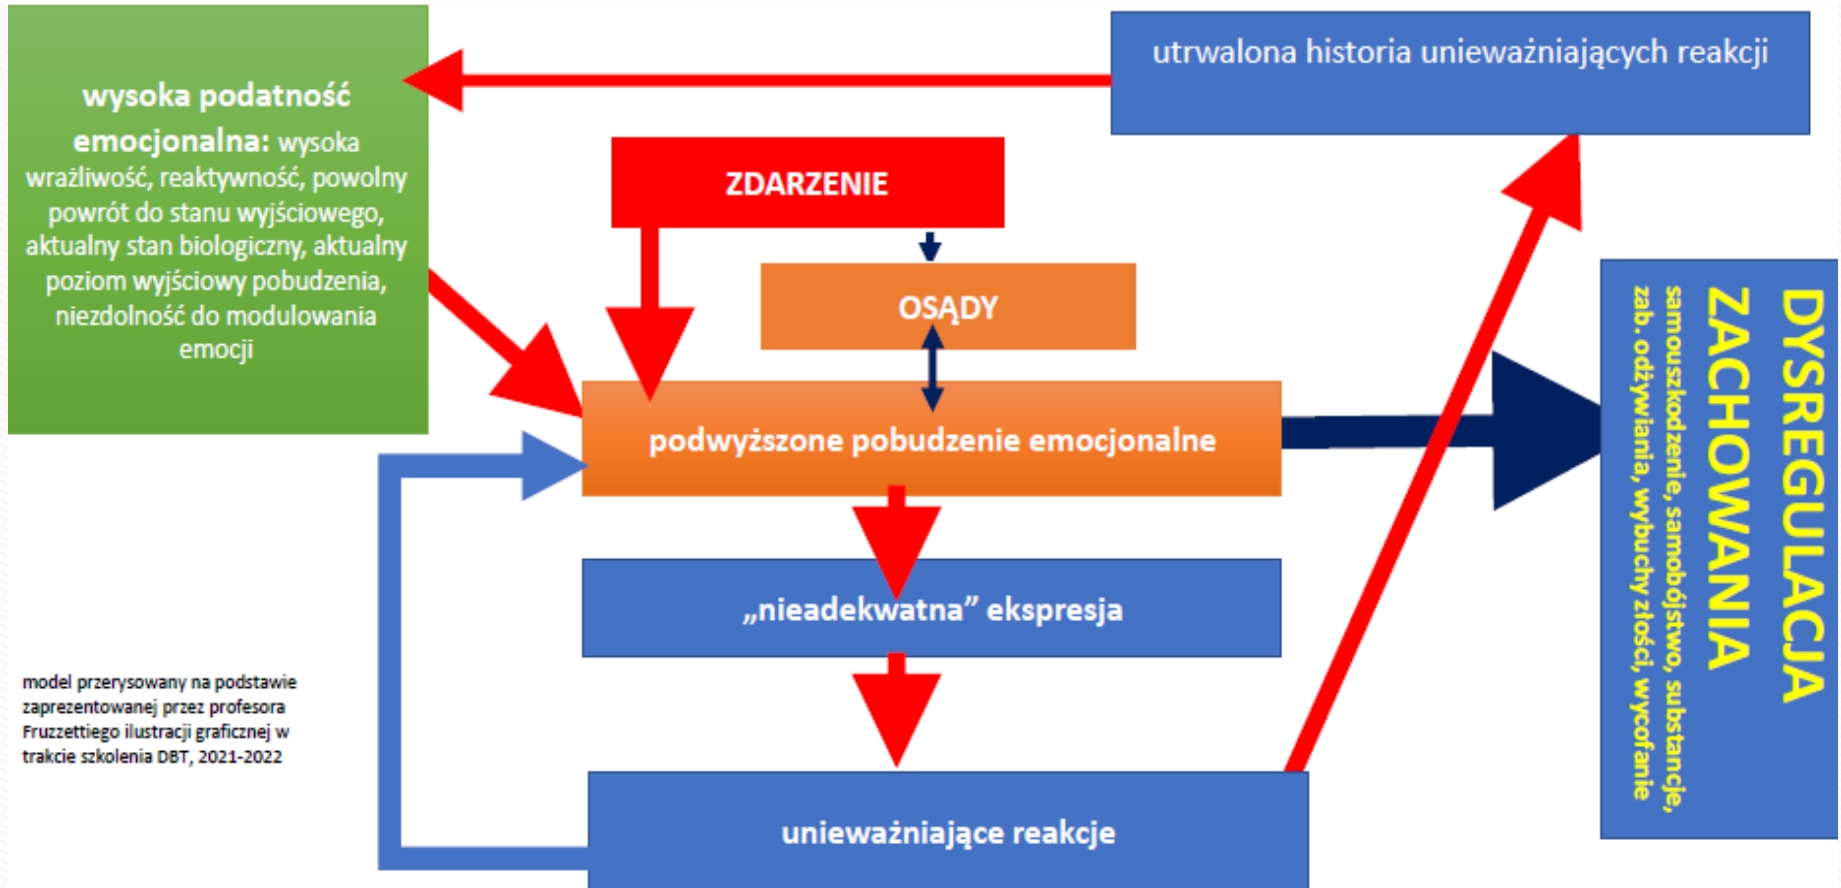 utrwalona historia unieważniających reakcji
wysoka podatność
emocjonalna: wysoka
wrażliwość, reaktywność, powolny
powrót do stanu wyjściowego,
aktualny stan biologiczny, aktualny
poziom wyjściowy pobudzenia,
niezdolność do modulowania
emocji
ZDARZENIE
OSĄDY
podwyższone pobudzenie emocjonalne
„nieadekwatna” ekspresja
unieważniające reakcje
DYSREGULACJA
ZACHOWANIA
samouszkodzenie, samobójstwo, substancje,
zab. odżywiania, wybuchy złości, wycofanie
model przerysowany na podstawie
zaprezentowanej przez profesora
Fruzzettiego ilustracji graficznej w
trakcie szkolenia DBT, 2021-2022